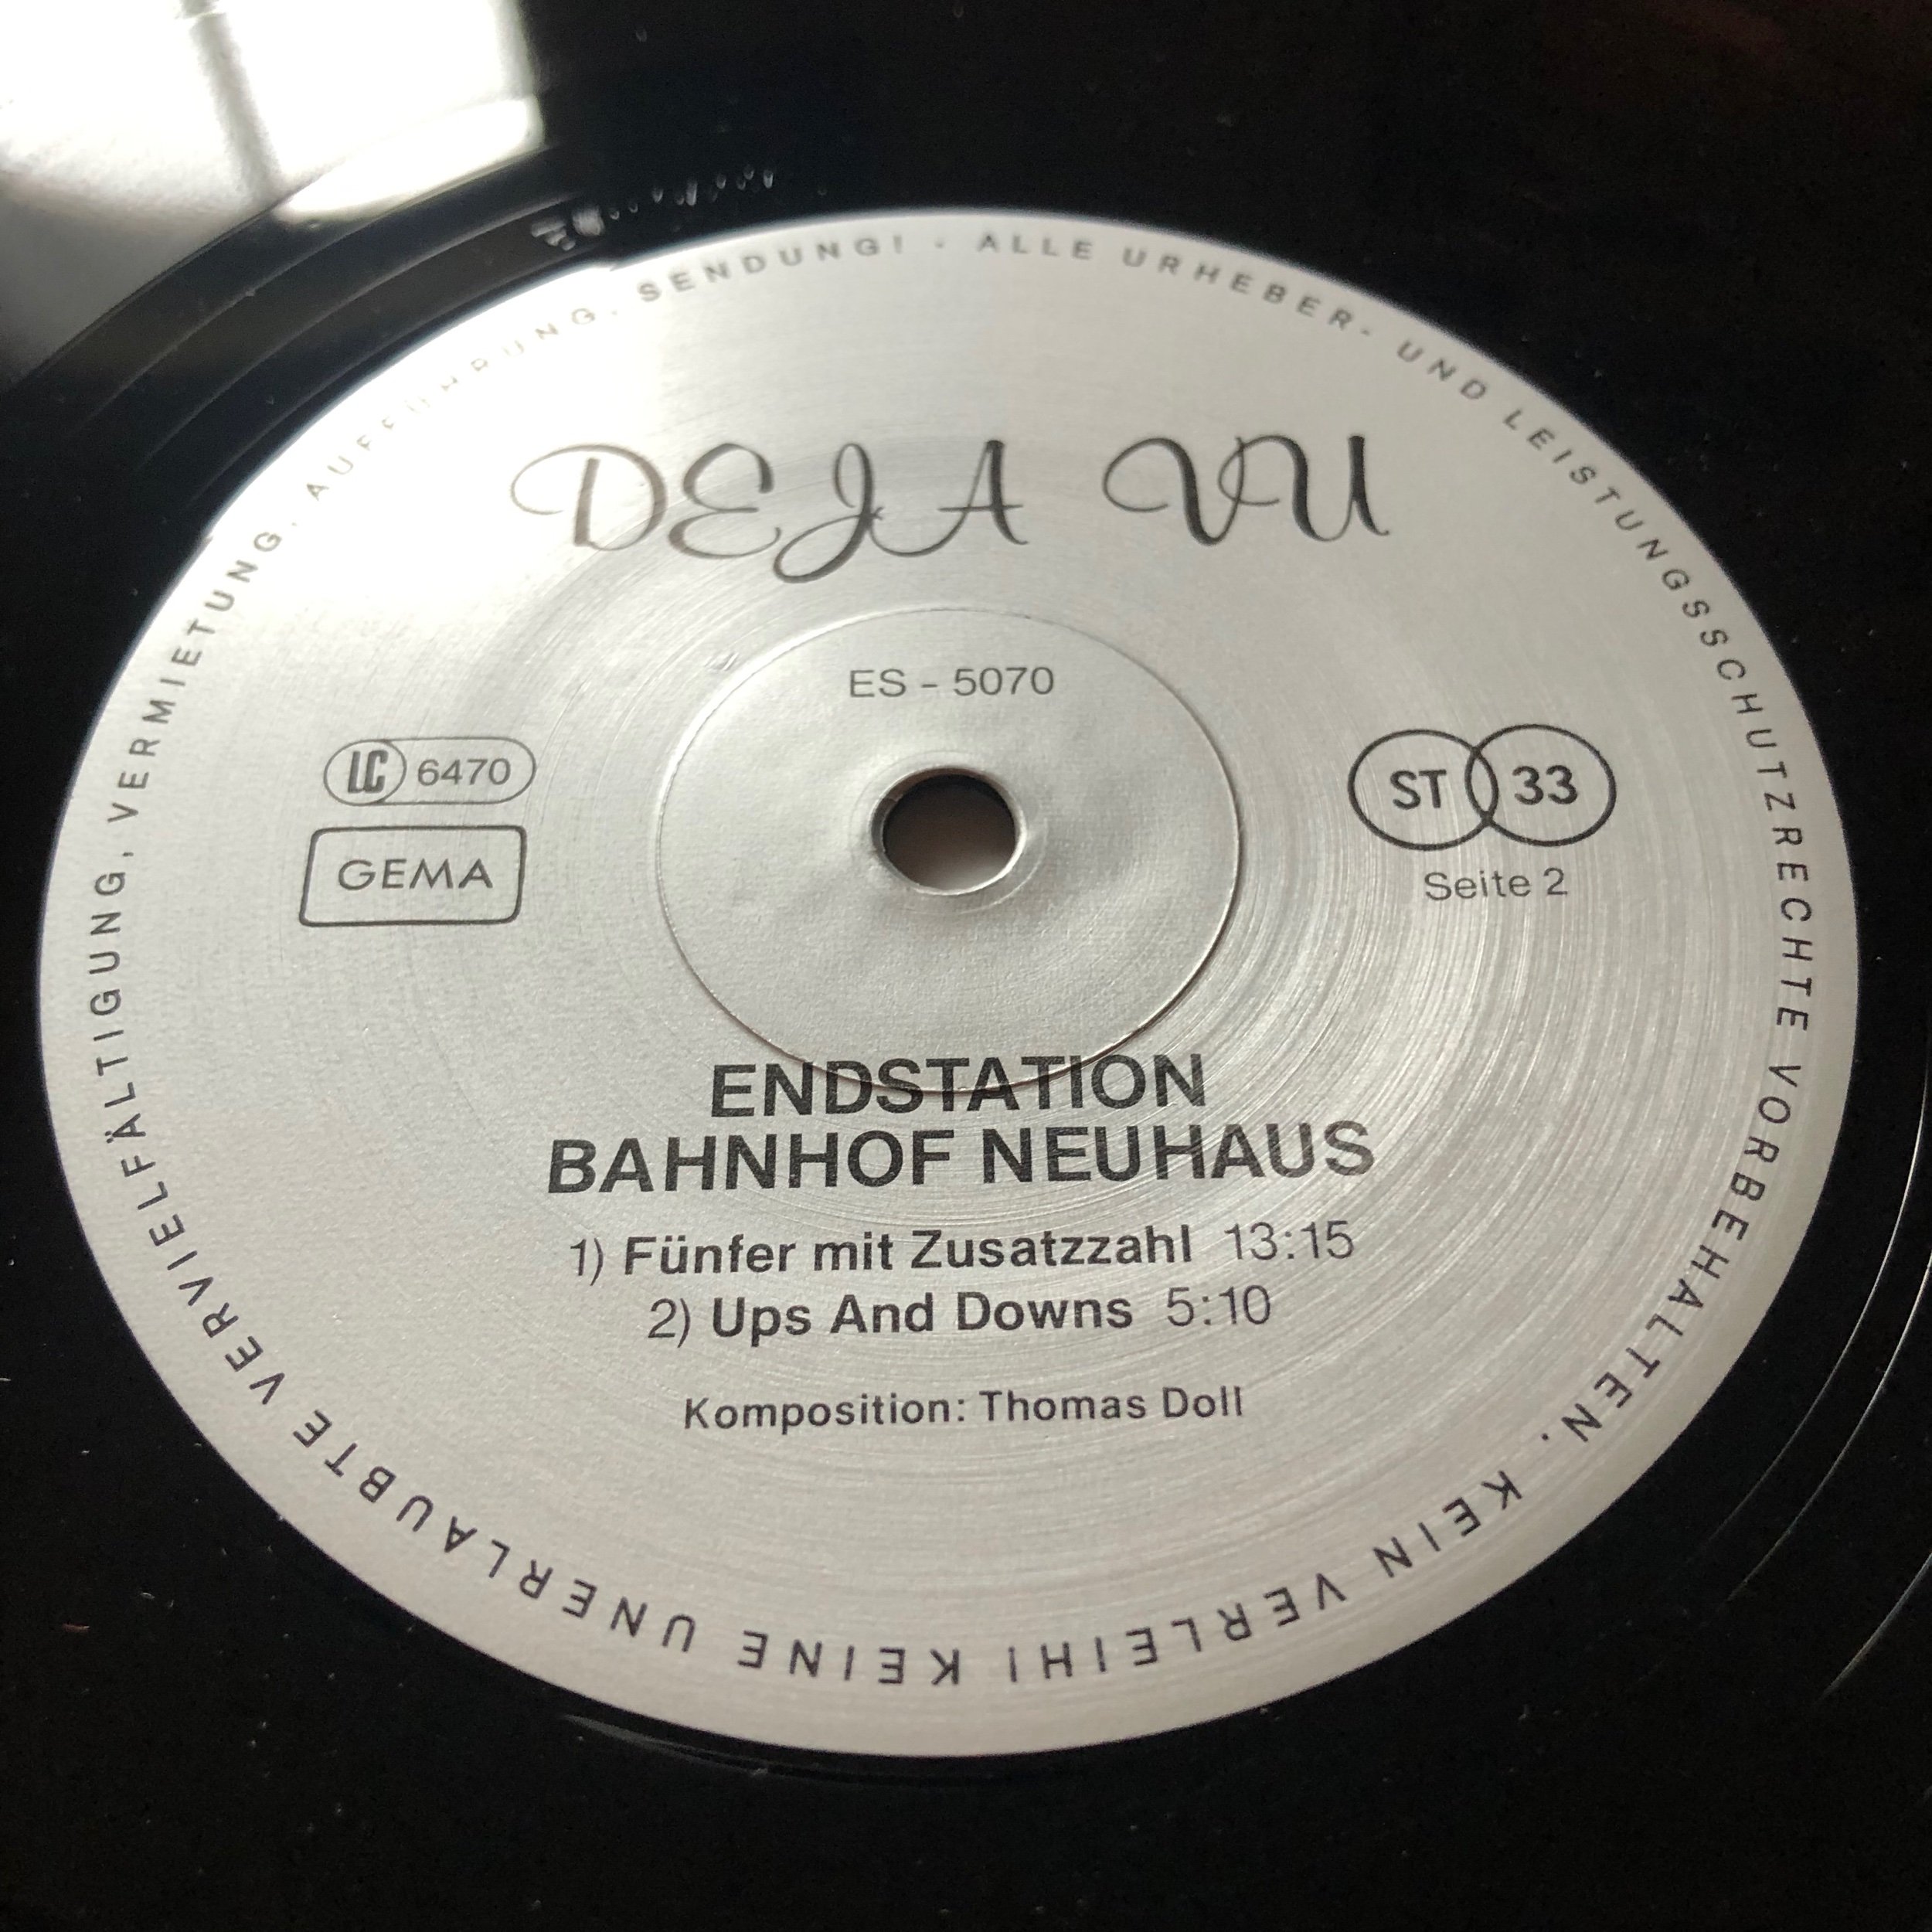 DEJA VU
ES - 5070
LC 6470
GEMA
ST 33
Seite 2
ENDSTATION
BAHNHOF NEUHAUS
1) Fünfer mit Zusatzzahl 13:15
2) Ups And Downs 5:10
Komposition: Thomas Doll
ALLE URHEBER- UND LEISTUNGSSCHUTZRECHTE VORBEHALTEN. KEIN VERLEIH! KEINE UNERLAUBTE VERVIELFÄLTIGUNG, VERMIETUNG, AUFFÜHRUNG, SENDUNG! ·